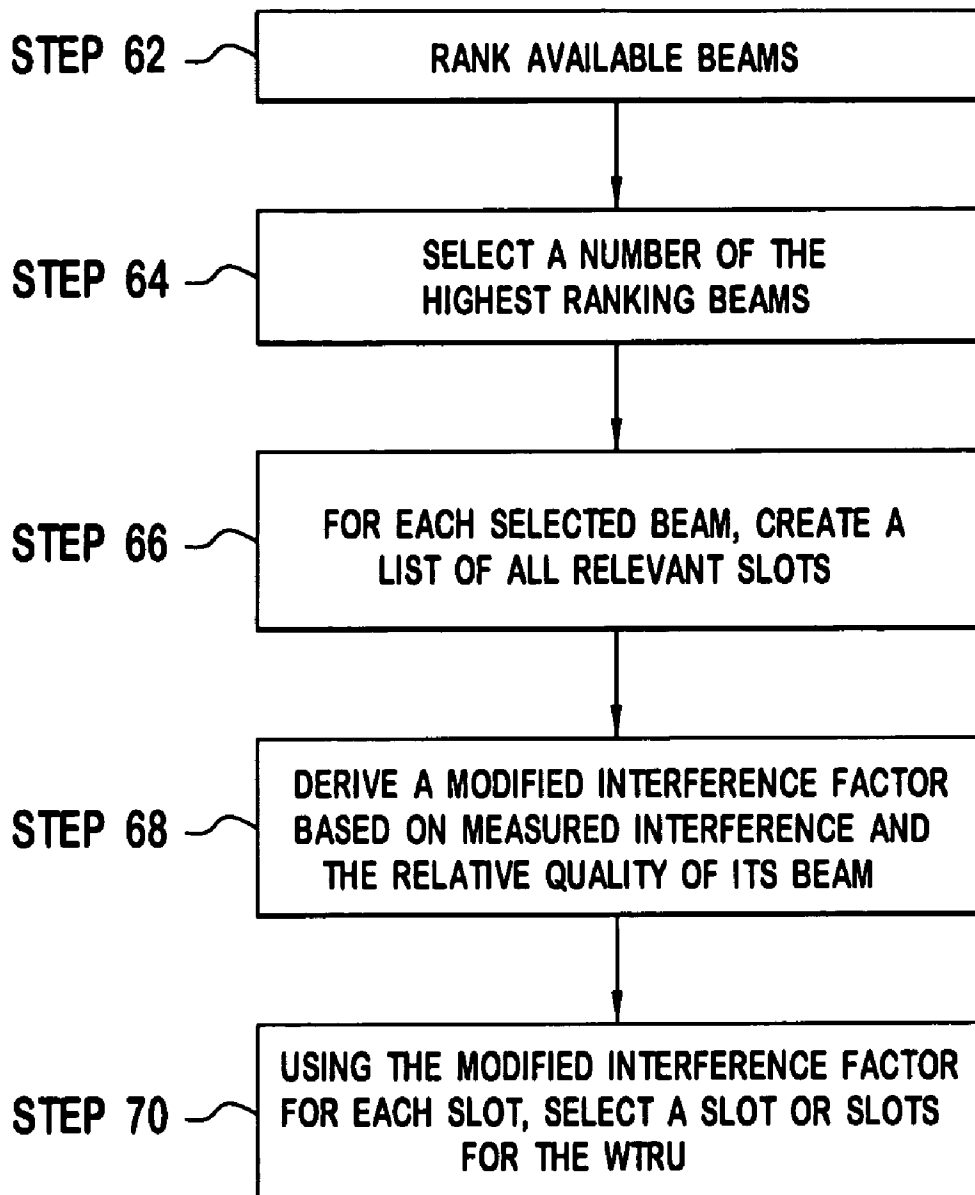 STEP 62
RANK AVAILABLE BEAMS
STEP 64
SELECT A NUMBER OF THE
HIGHEST RANKING BEAMS
STEP 66
FOR EACH SELECTED BEAM, CREATE A
LIST OF ALL RELEVANT SLOTS
STEP 68
DERIVE A MODIFIED INTERFERENCE FACTOR
BASED ON MEASURED INTERFERENCE AND
THE RELATIVE QUALITY OF ITS BEAM
STEP 70
USING THE MODIFIED INTERFERENCE FACTOR
FOR EACH SLOT, SELECT A SLOT OR SLOTS
FOR THE WTRU